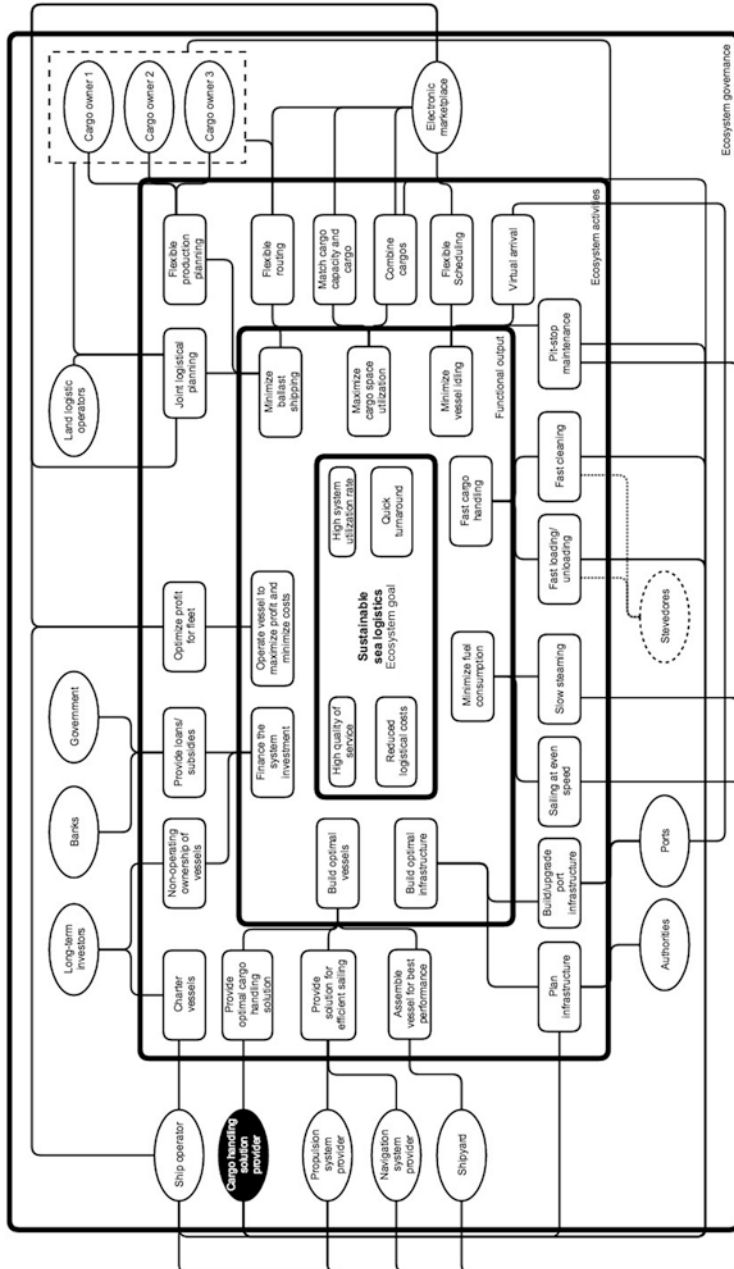 Ecosystem governance
Ecosystem activities
Functional output
Sustainable
sea logistics
Ecosystem goal
High quality of
service
Reduced
logistical costs
High system
utilization rate
Quick
turnaround
Long-term
investors
Banks
Government
Land logistic
operators
Cargo owner 1
Cargo owner 2
Cargo owner 3
Charter
vessels
Non-operating
ownership of
vessels
Provide loans/
subsidies
Optimize profit
for fleet
Joint logistical
planning
Flexible
production
planning
Finance the
system
investment
Operate vessel to
maximize profit and
minimize costs
Minimize
ballast
shipping
Flexible
routing
Match cargo
capacity and
cargo
Combine
cargos
Flexible
Scheduling
Virtual arrival
Electronic
marketplace
Maximize
cargo space
utilization
Minimize
vessel idling
Ship operator
Cargo handling
solution
provider
Propulsion
system
provider
Navigation
system
provider
Shipyard
Provide
optimal cargo
handling
solution
Provide
solution for
efficient sailing
Assemble
vessel for best
performance
Build optimal
vessels
Build optimal
infrastructure
Minimize fuel
consumption
Fast cargo
handling
Plan
infrastructure
Build/upgrade
port
infrastructure
Sailing at even
speed
Slow steaming
Fast loading/
unloading
Fast cleaning
Pit-stop
maintenance
Authorities
Ports
Stevedores